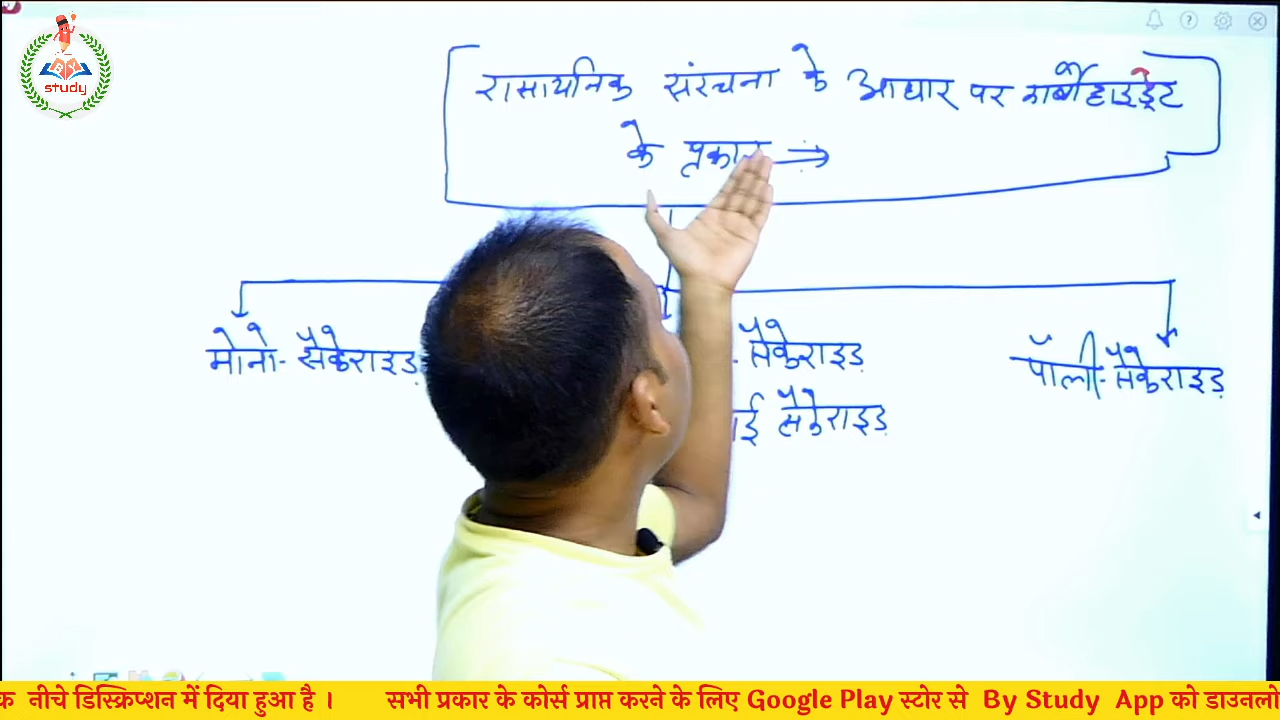 BS
study
रासायनिक संरचना के आधार पर कार्बोहाइड्रेट
के प्रकार ⇒
मोनो-सैकेराइड़
- सैकेराइड़
ाई सैकेराइड़
पॉली-सैकेराइड़
क नीचे डिस्क्रिप्शन में दिया हुआ है । सभी प्रकार के कोर्स प्राप्त करने के लिए Google Play स्टोर से By Study App को डाउनलो